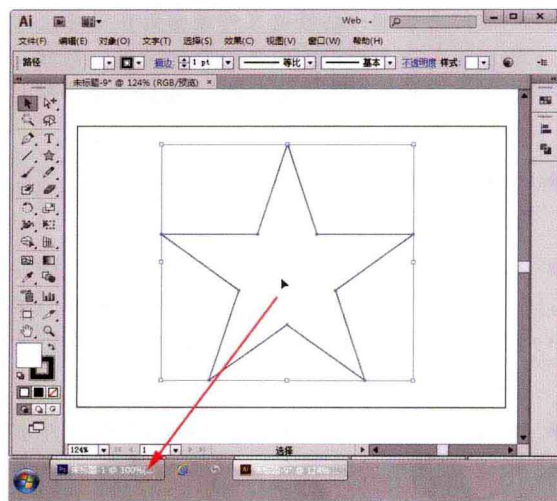 Ai Br Web
文件(F) 编辑(E) 对象(O) 文字(T) 选择(S) 效果(C) 视图(V) 窗口(W) 帮助(H)
路径 描边: 1 pt 等比 基本 不透明度 样式:
未标题-9* @ 124% (RGB/预览) ×
T
124% 1 选择
Ps 未标题-1 @ 100%... Ai 未标题-9* @ 124%...